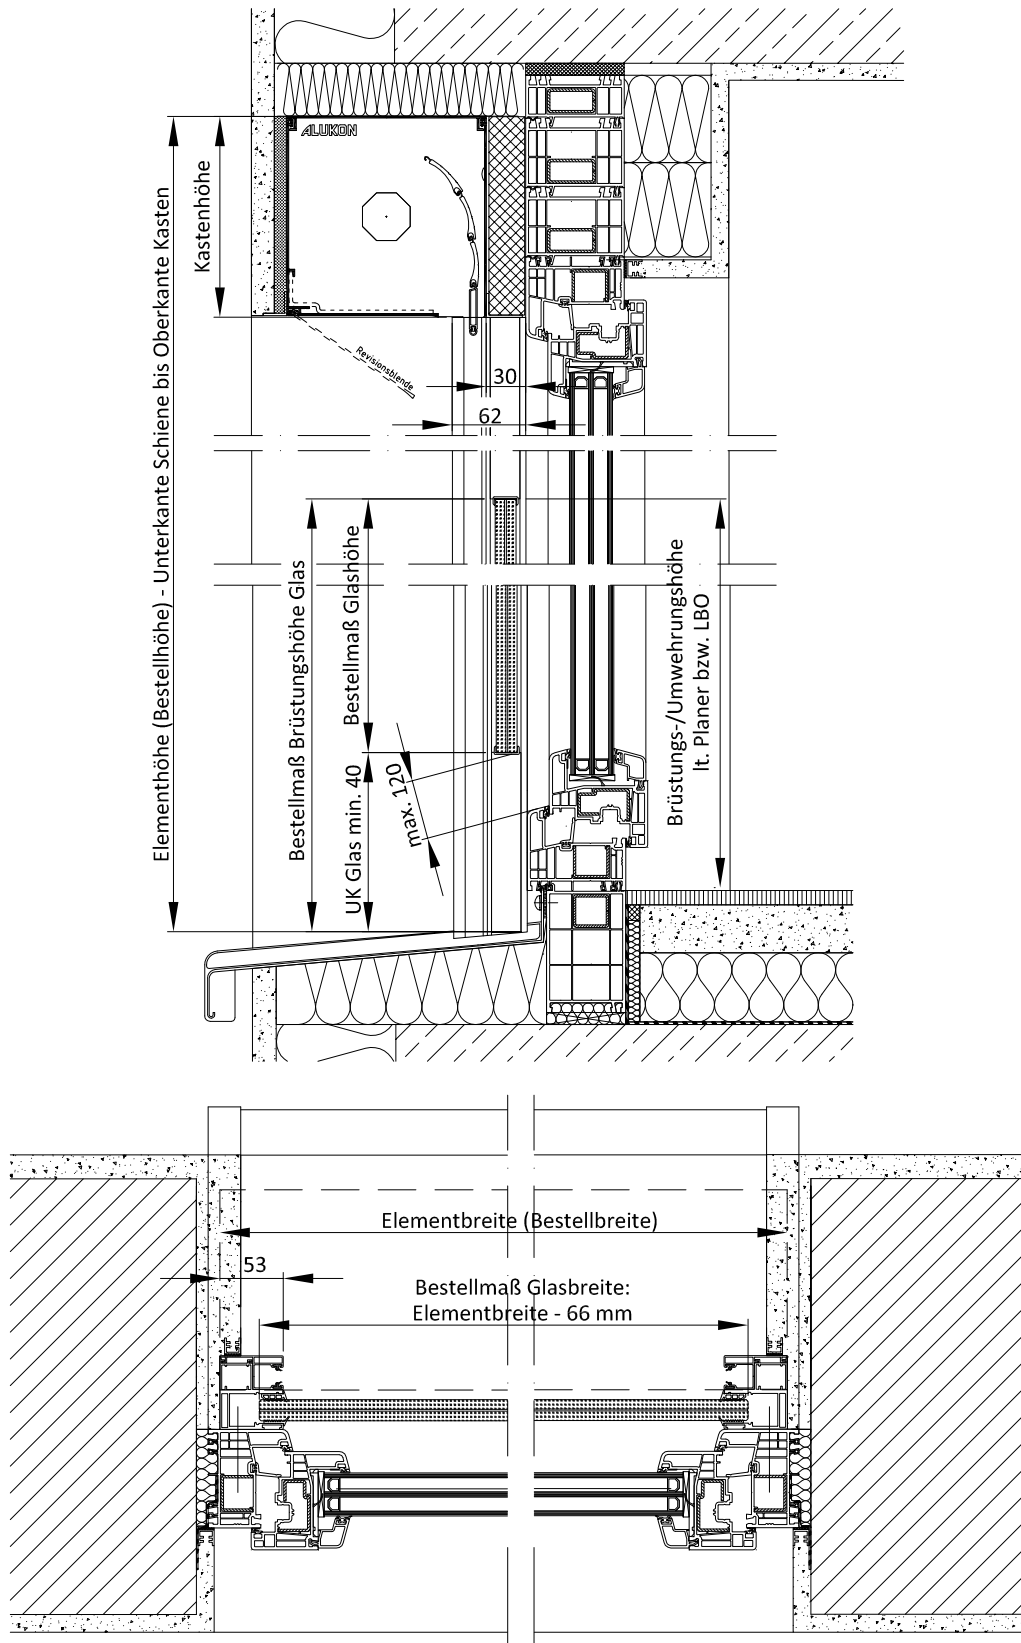 ALUKON
Kastenhöhe
Elementhöhe (Bestellhöhe) - Unterkante Schiene bis Oberkante Kasten
Revisionsblende
30
62
Bestellmaß Brüstungshöhe Glas
Bestellmaß Glashöhe
UK Glas min. 40
max. 120
Brüstungs-/Umwehrungshöhe
lt. Planer bzw. LBO
Elementbreite (Bestellbreite)
53
Bestellmaß Glasbreite:
Elementbreite - 66 mm